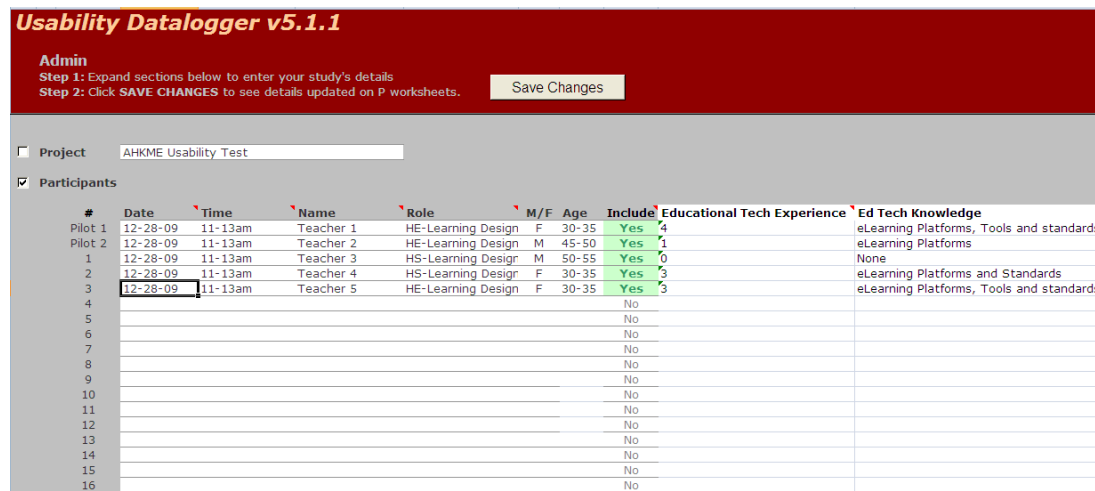 Usability Datalogger v5.1.1
Admin
Step 1: Expand sections below to enter your study's details
Step 2: Click SAVE CHANGES to see details updated on P worksheets.
Save Changes
Project AHKME Usability Test
Participants
# Date Time Name Role M/F Age Include Educational Tech Experience Ed Tech Knowledge
Pilot 1 12-28-09 11-13am Teacher 1 HE-Learning Design F 30-35 Yes 4 eLearning Platforms, Tools and standards
Pilot 2 12-28-09 11-13am Teacher 2 HE-Learning Design M 45-50 Yes 1 eLearning Platforms
1 12-28-09 11-13am Teacher 3 HS-Learning Design M 50-55 Yes 0 None
2 12-28-09 11-13am Teacher 4 HS-Learning Design F 30-35 Yes 3 eLearning Platforms and Standards
3 12-28-09 11-13am Teacher 5 HE-Learning Design F 30-35 Yes 3 eLearning Platforms, Tools and standards
4 No
5 No
6 No
7 No
8 No
9 No
10 No
11 No
12 No
13 No
14 No
15 No
16 No